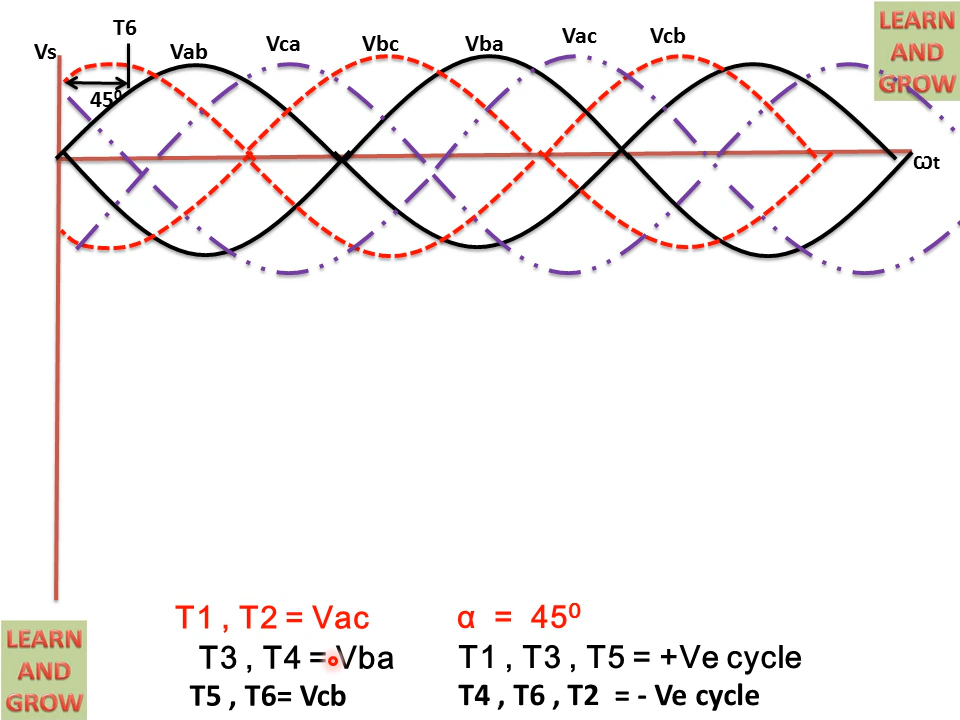 T6
Vs
Vab
Vca
Vbc
Vba
Vac
Vcb
LEARN
AND
GROW
45⁰
ωt
T1 , T2 = Vac
α = 45⁰
T3 , T4 = Vba
T1 , T3 , T5 = +Ve cycle
T5 , T6= Vcb
T4 , T6 , T2 = - Ve cycle
LEARN
AND
GROW